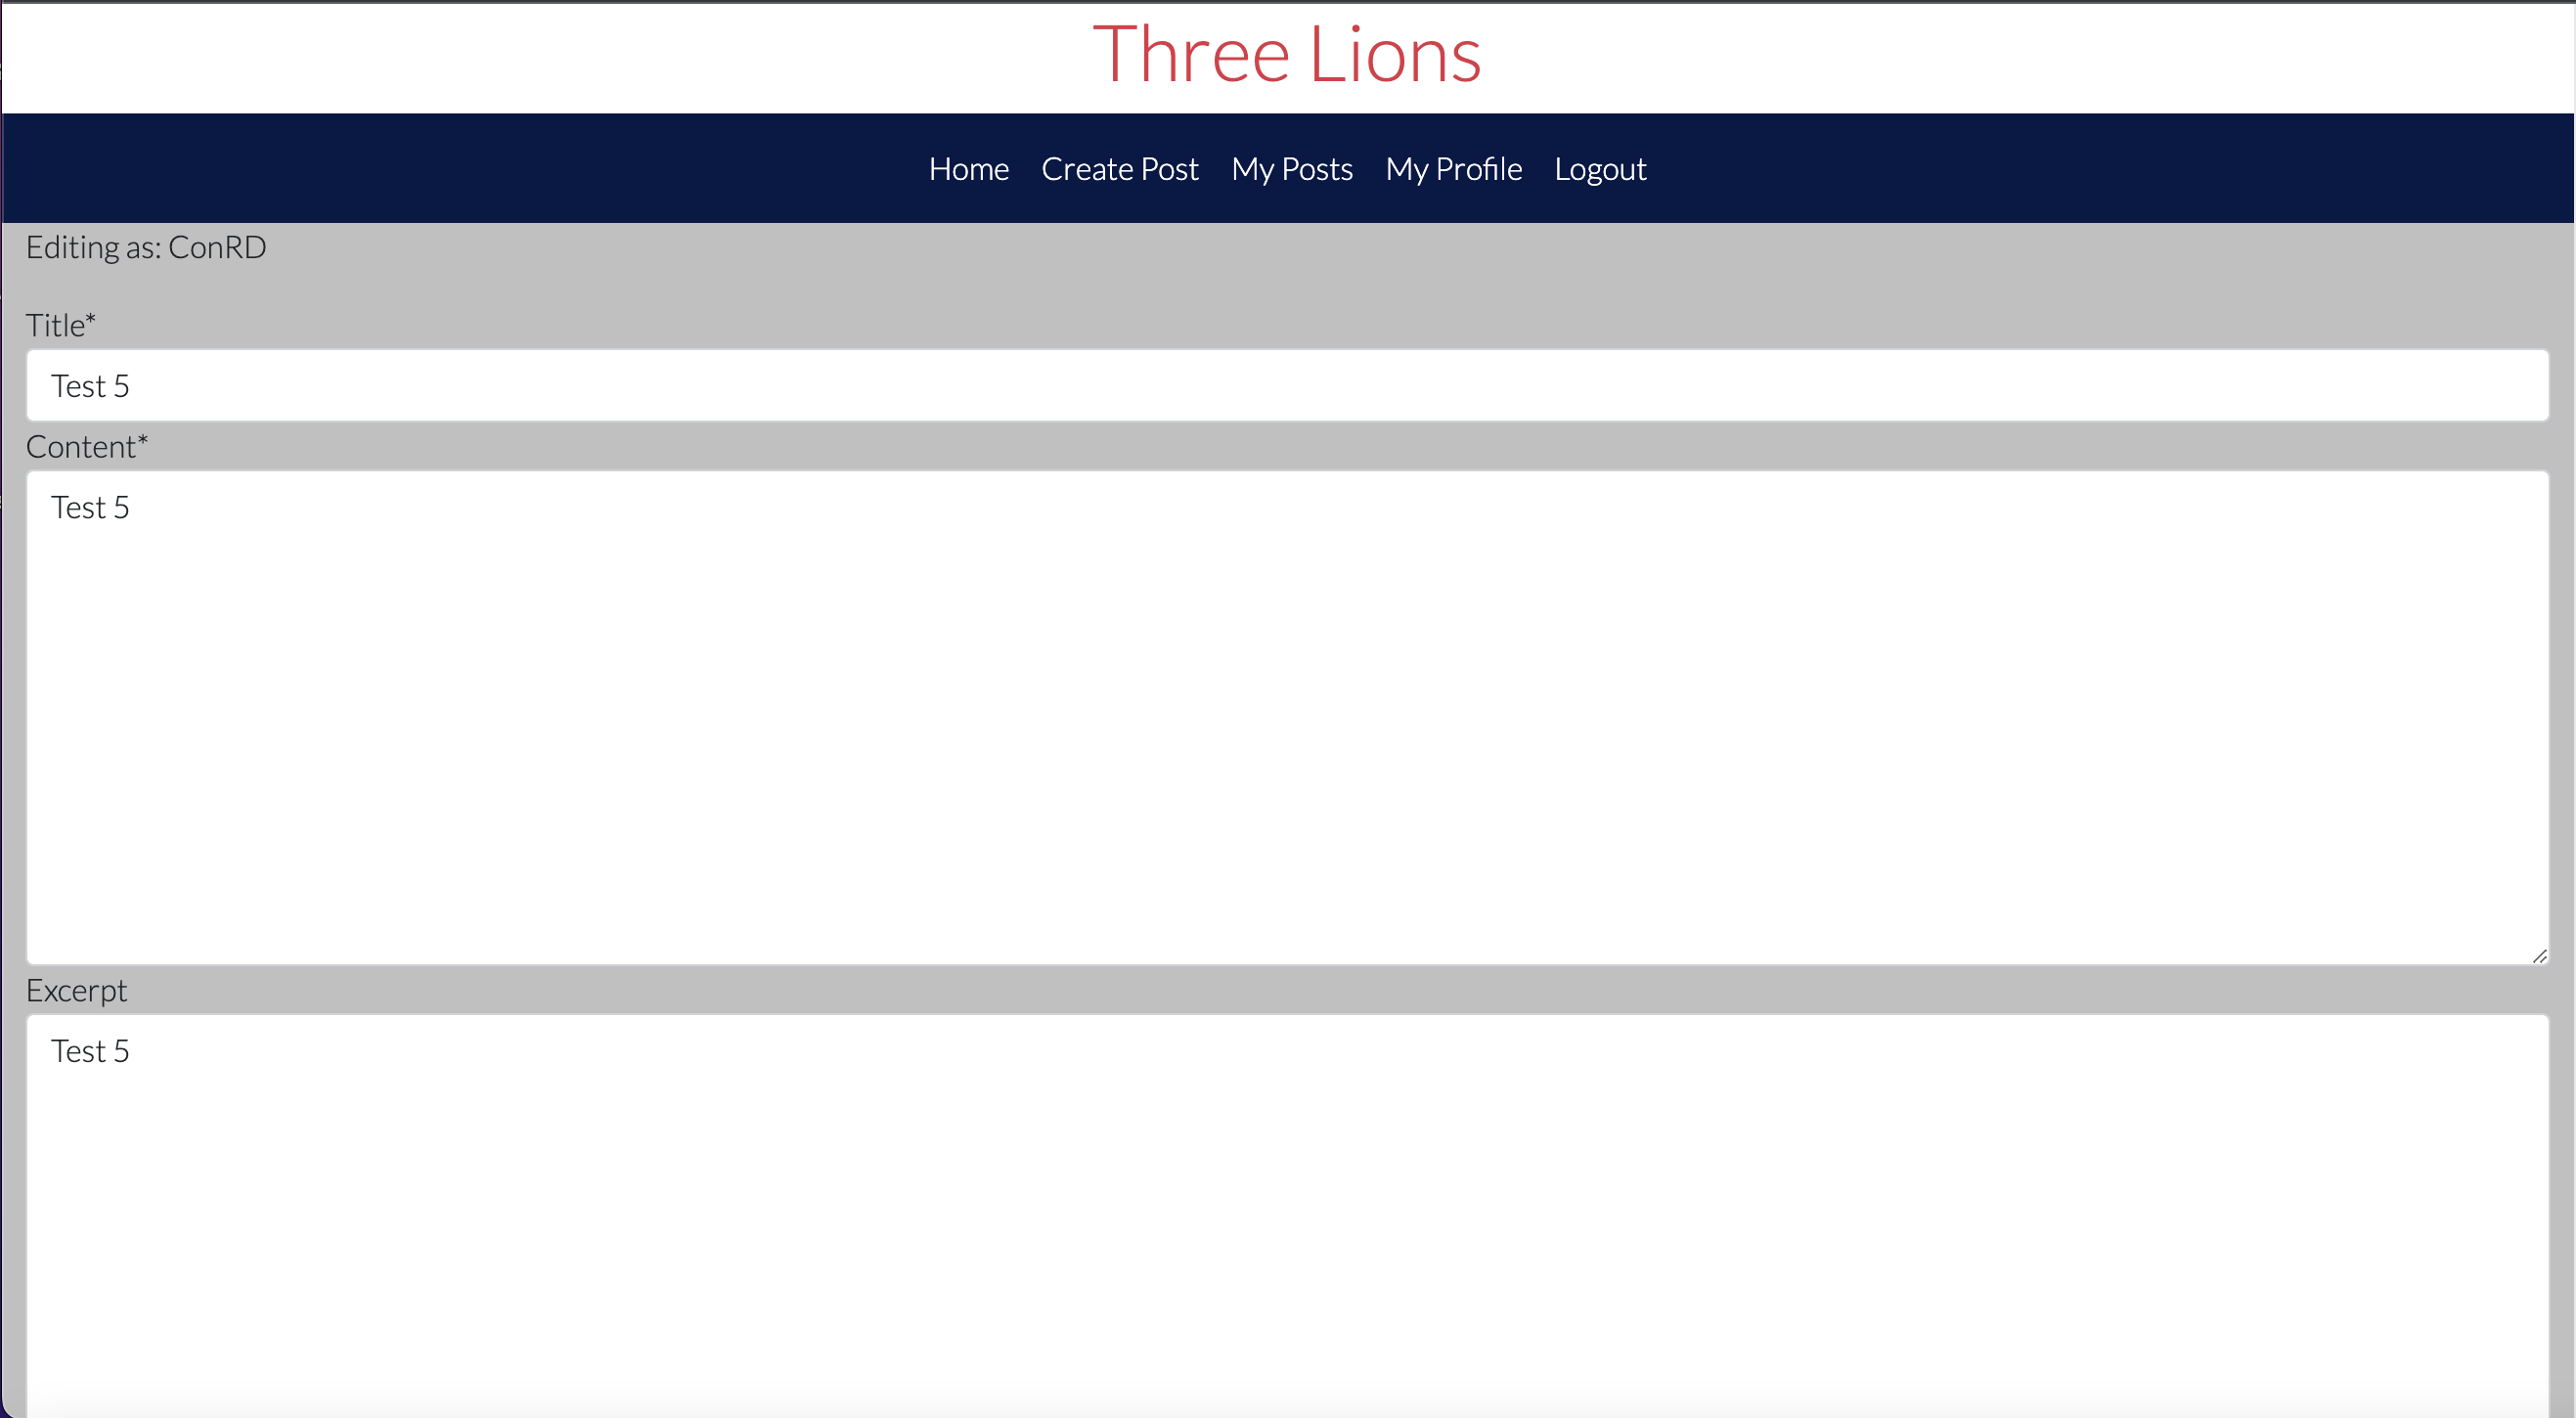 Three Lions
Home Create Post My Posts My Profile Logout
Editing as: ConRD
Title*
Test 5
Content*
Test 5
Excerpt
Test 5